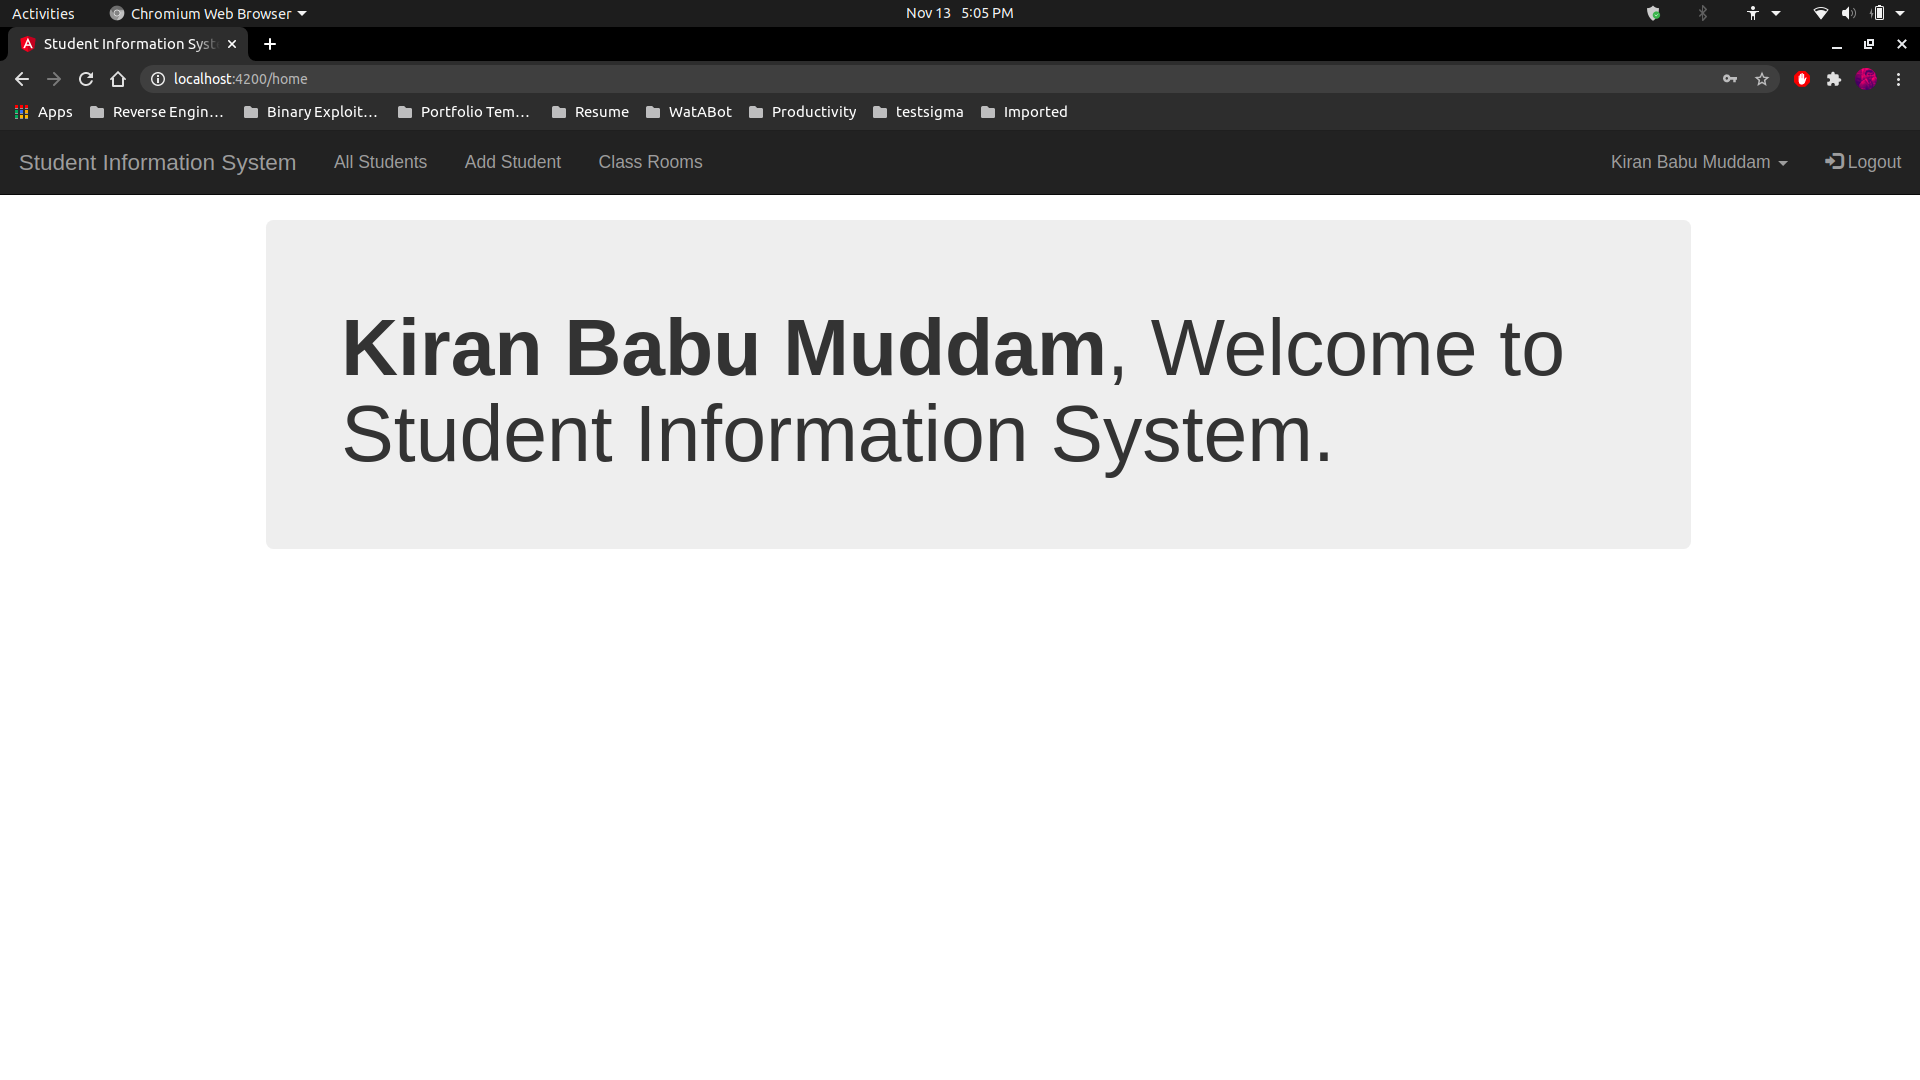 Activities Chromium Web Browser Nov 13 5:05 PM
Student Information Syst
localhost:4200/home
Apps Reverse Engin… Binary Exploit… Portfolio Tem… Resume WatABot Productivity testsigma Imported
Student Information System All Students Add Student Class Rooms Kiran Babu Muddam Logout
Kiran Babu Muddam, Welcome to
Student Information System.